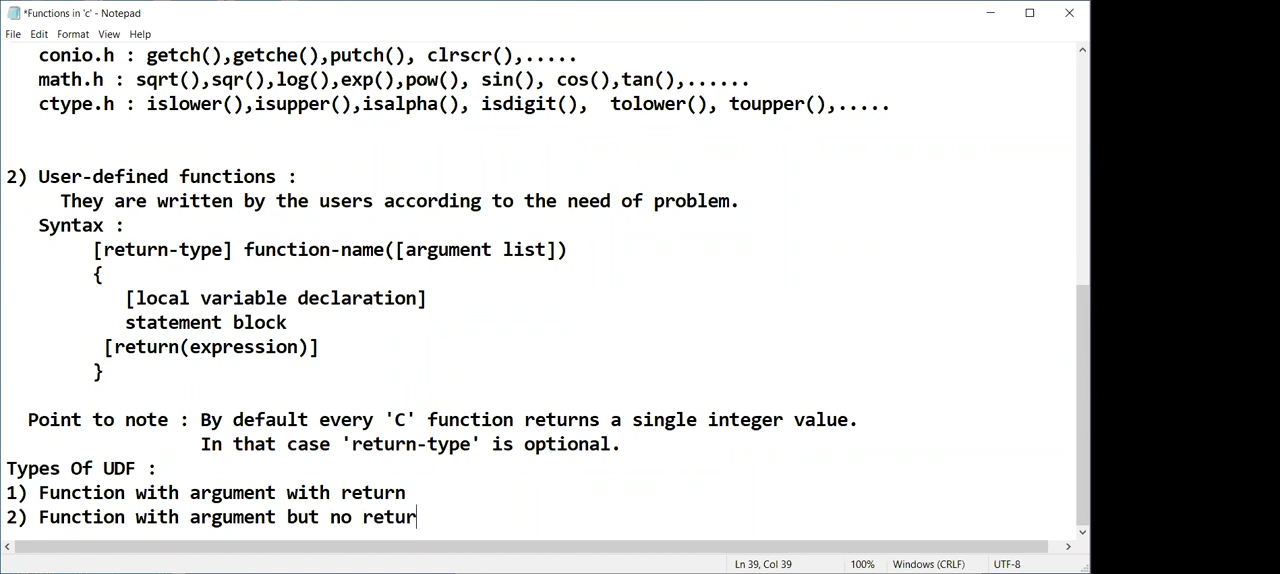 *Functions in 'c' - Notepad
File Edit Format View Help
conio.h : getch(),getche(),putch(), clrscr(),.....
math.h : sqrt(),sqr(),log(),exp(),pow(), sin(), cos(),tan(),......
ctype.h : islower(),isupper(),isalpha(), isdigit(), tolower(), toupper(),.....
2) User-defined functions :
They are written by the users according to the need of problem.
Syntax :
[return-type] function-name([argument list])
{
[local variable declaration]
statement block
[return(expression)]
}
Point to note : By default every 'C' function returns a single integer value.
In that case 'return-type' is optional.
Types Of UDF :
1) Function with argument with return
2) Function with argument but no retur
Ln 39, Col 39 100% Windows (CRLF) UTF-8